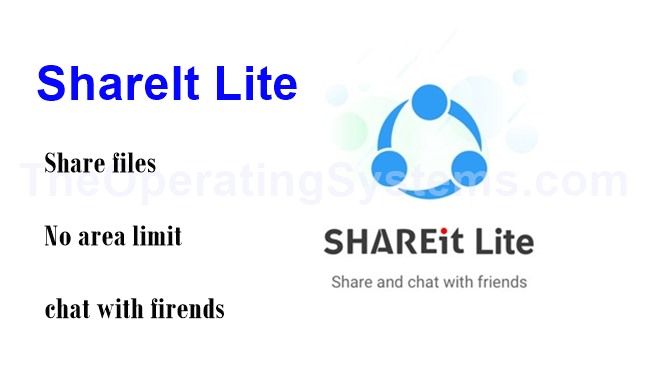 ShareIt Lite
Share files
TheOperatingSystems.com
No area limit
chat with firends
SHAREit Lite
Share and chat with friends